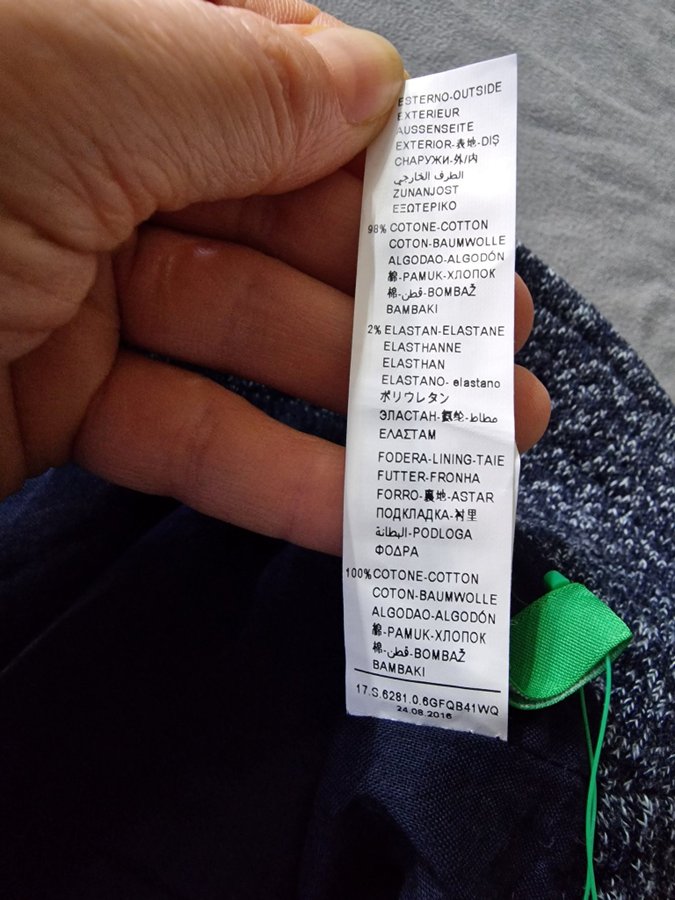 ESTERNO-OUTSIDE
EXTERIEUR
AUSSENSEITE
EXTERIOR-表地-DIŞ
СНАРУЖИ-外/内
الطرف الخارجي
ZUNANJOST
ΕΞΩΤΕΡΙΚΟ
98% COTONE-COTTON
COTON-BAUMWOLLE
ALGODAO-ALGODÓN
綿-PAMUK-ХЛОПОК
棉-قطن-BOMBAŽ
BAMBAKI
2% ELASTAN-ELASTANE
ELASTHANNE
ELASTHAN
ELASTANO- elastano
ポリウレタン
ЭЛАСТАН-氨纶-مطاط
ΕΛΑΣΤΑΜ
FODERA-LINING-TAIE
FUTTER-FRONHA
FORRO-裏地-ASTAR
ПОДКЛАДКА-衬里
البطانة-PODLOGA
ΦΟΔΡΑ
100% COTONE-COTTON
COTON-BAUMWOLLE
ALGODAO-ALGODÓN
綿-PAMUK-ХЛОПОК
棉-قطن-BOMBAŽ
BAMBAKI
17.S.6281.0.6GFQB41WQ
24.08.2016